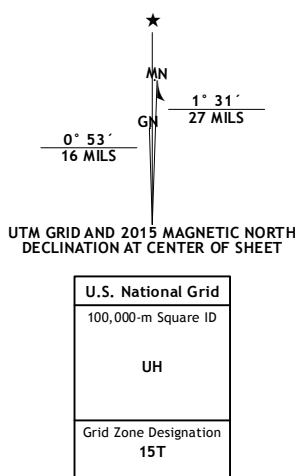 ★
MN
GN
1° 31´
27 MILS
0° 53´
16 MILS
UTM GRID AND 2015 MAGNETIC NORTH
DECLINATION AT CENTER OF SHEET
U.S. National Grid
100,000-m Square ID
UH
Grid Zone Designation
15T